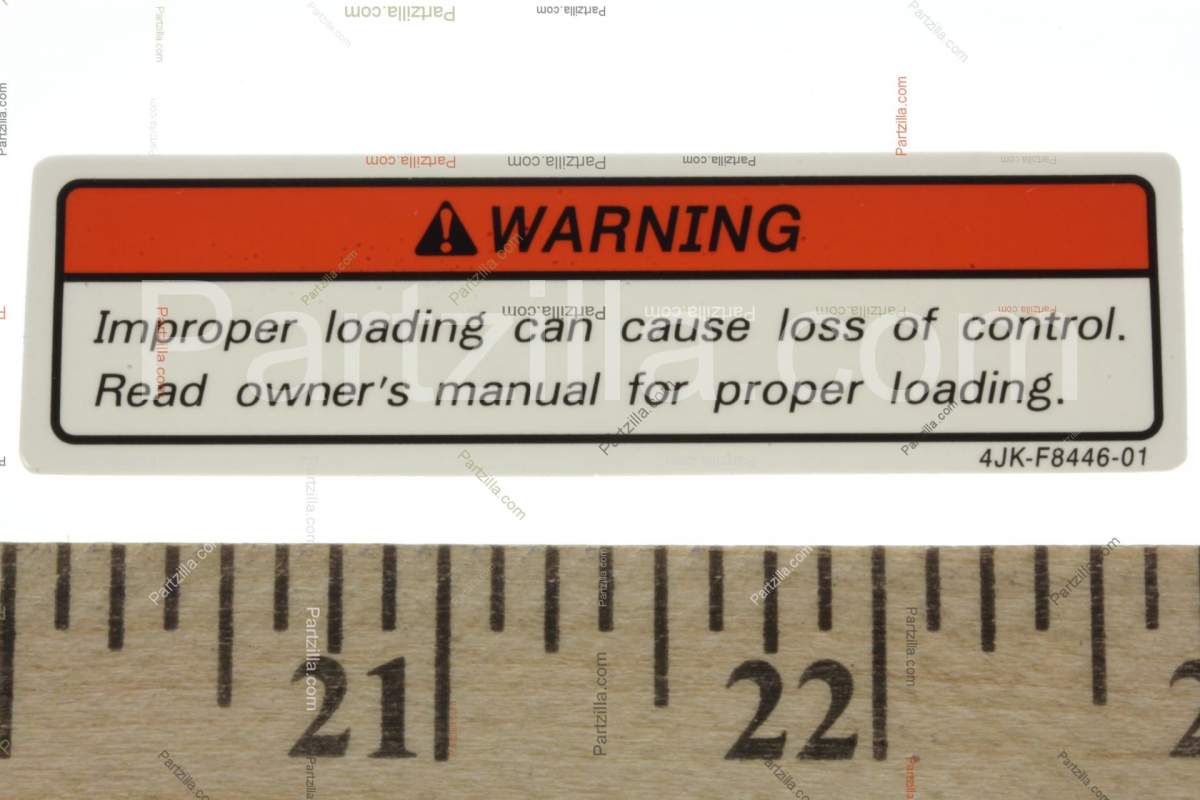 WARNING
Improper loading can cause loss of control.
Read owner's manual for proper loading.
4JK-F8446-01
Partzilla.com
21 22